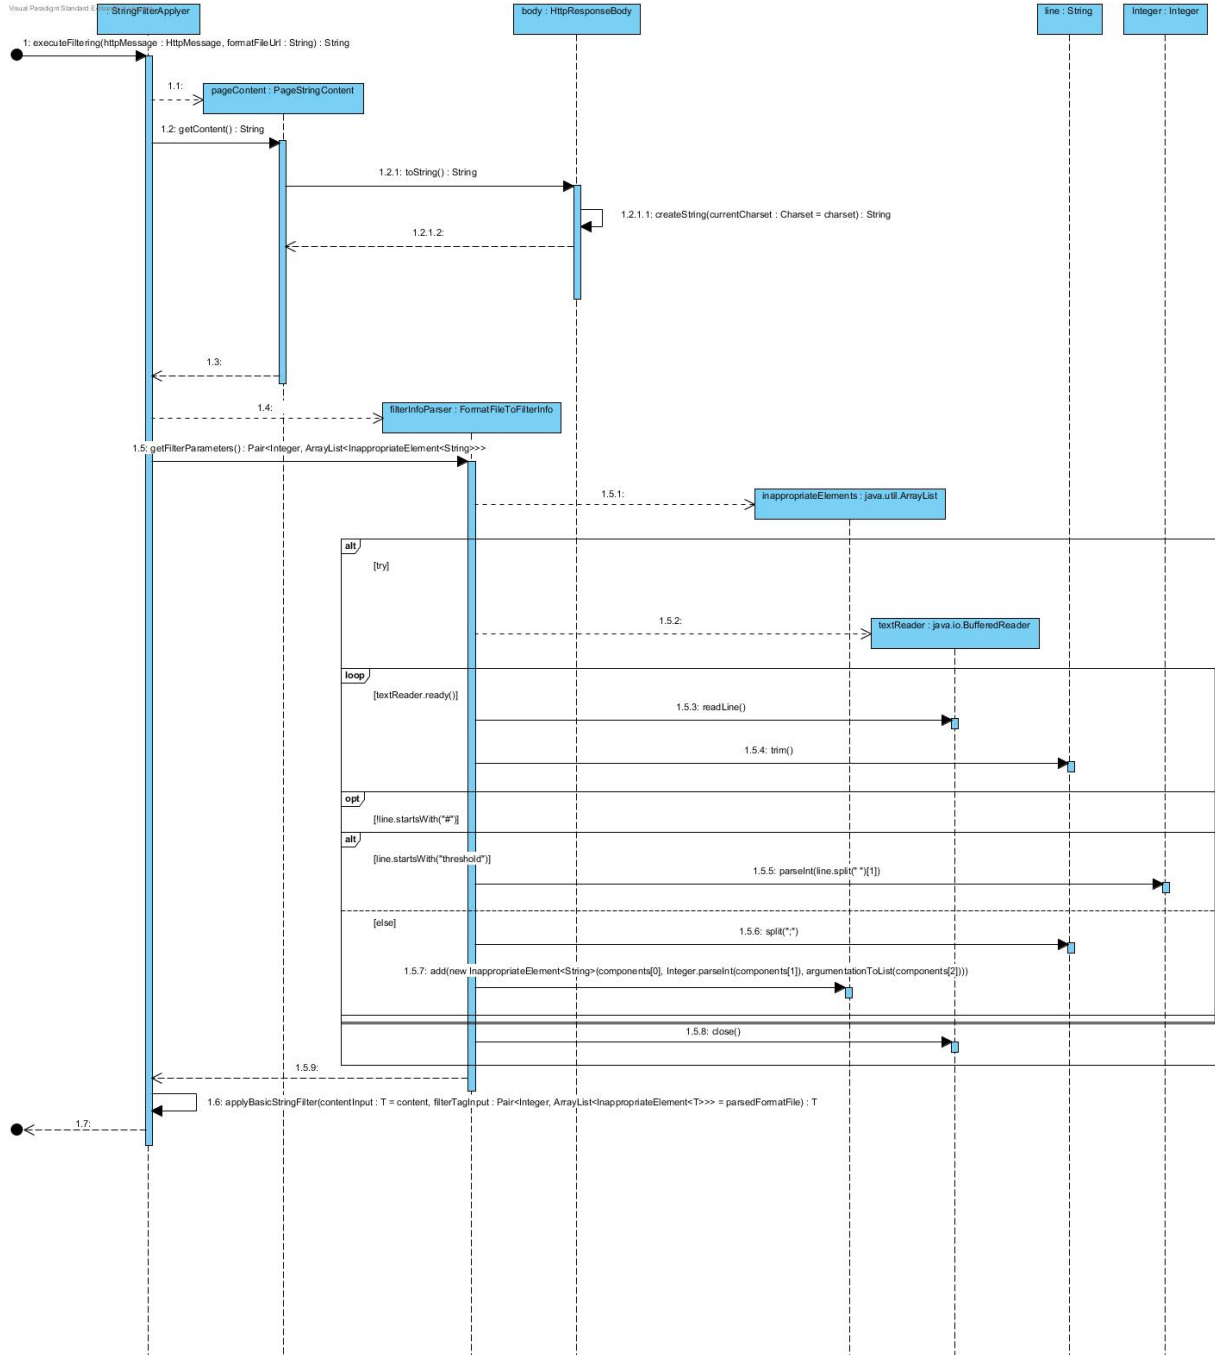 Visual Paradigm Standard E
: StringFilterApplyer
body : HttpResponseBody
line : String
Integer : Integer
1: executeFiltering(httpMessage : HttpMessage, formatFileUrl : String) : String
1.1:
pageContent : PageStringContent
1.2: getContent() : String
1.2.1: toString() : String
1.2.1.1: createString(currentCharset : Charset = charset) : String
1.2.1.2:
1.3:
1.4:
filterInfoParser : FormatFileToFilterInfo
1.5: getFilterParameters() : Pair<Integer, ArrayList<InappropriateElement<String>>>
1.5.1:
inappropriateElements : java.util.ArrayList
alt
[try]
1.5.2:
textReader : java.io.BufferedReader
loop
[textReader.ready()]
1.5.3: readLine()
1.5.4: trim()
opt
[!line.startsWith("#")]
alt
[line.startsWith("threshold")]
1.5.5: parseInt(line.split(" ")[1])
[else]
1.5.6: split(";")
1.5.7: add(new InappropriateElement<String>(components[0], Integer.parseInt(components[1]), argumentationToList(components[2])))
1.5.8: close()
1.5.9:
1.6: applyBasicStringFilter(contentInput : T = content, filterTagInput : Pair<Integer, ArrayList<InappropriateElement<T>>> = parsedFormatFile) : T
1.7: